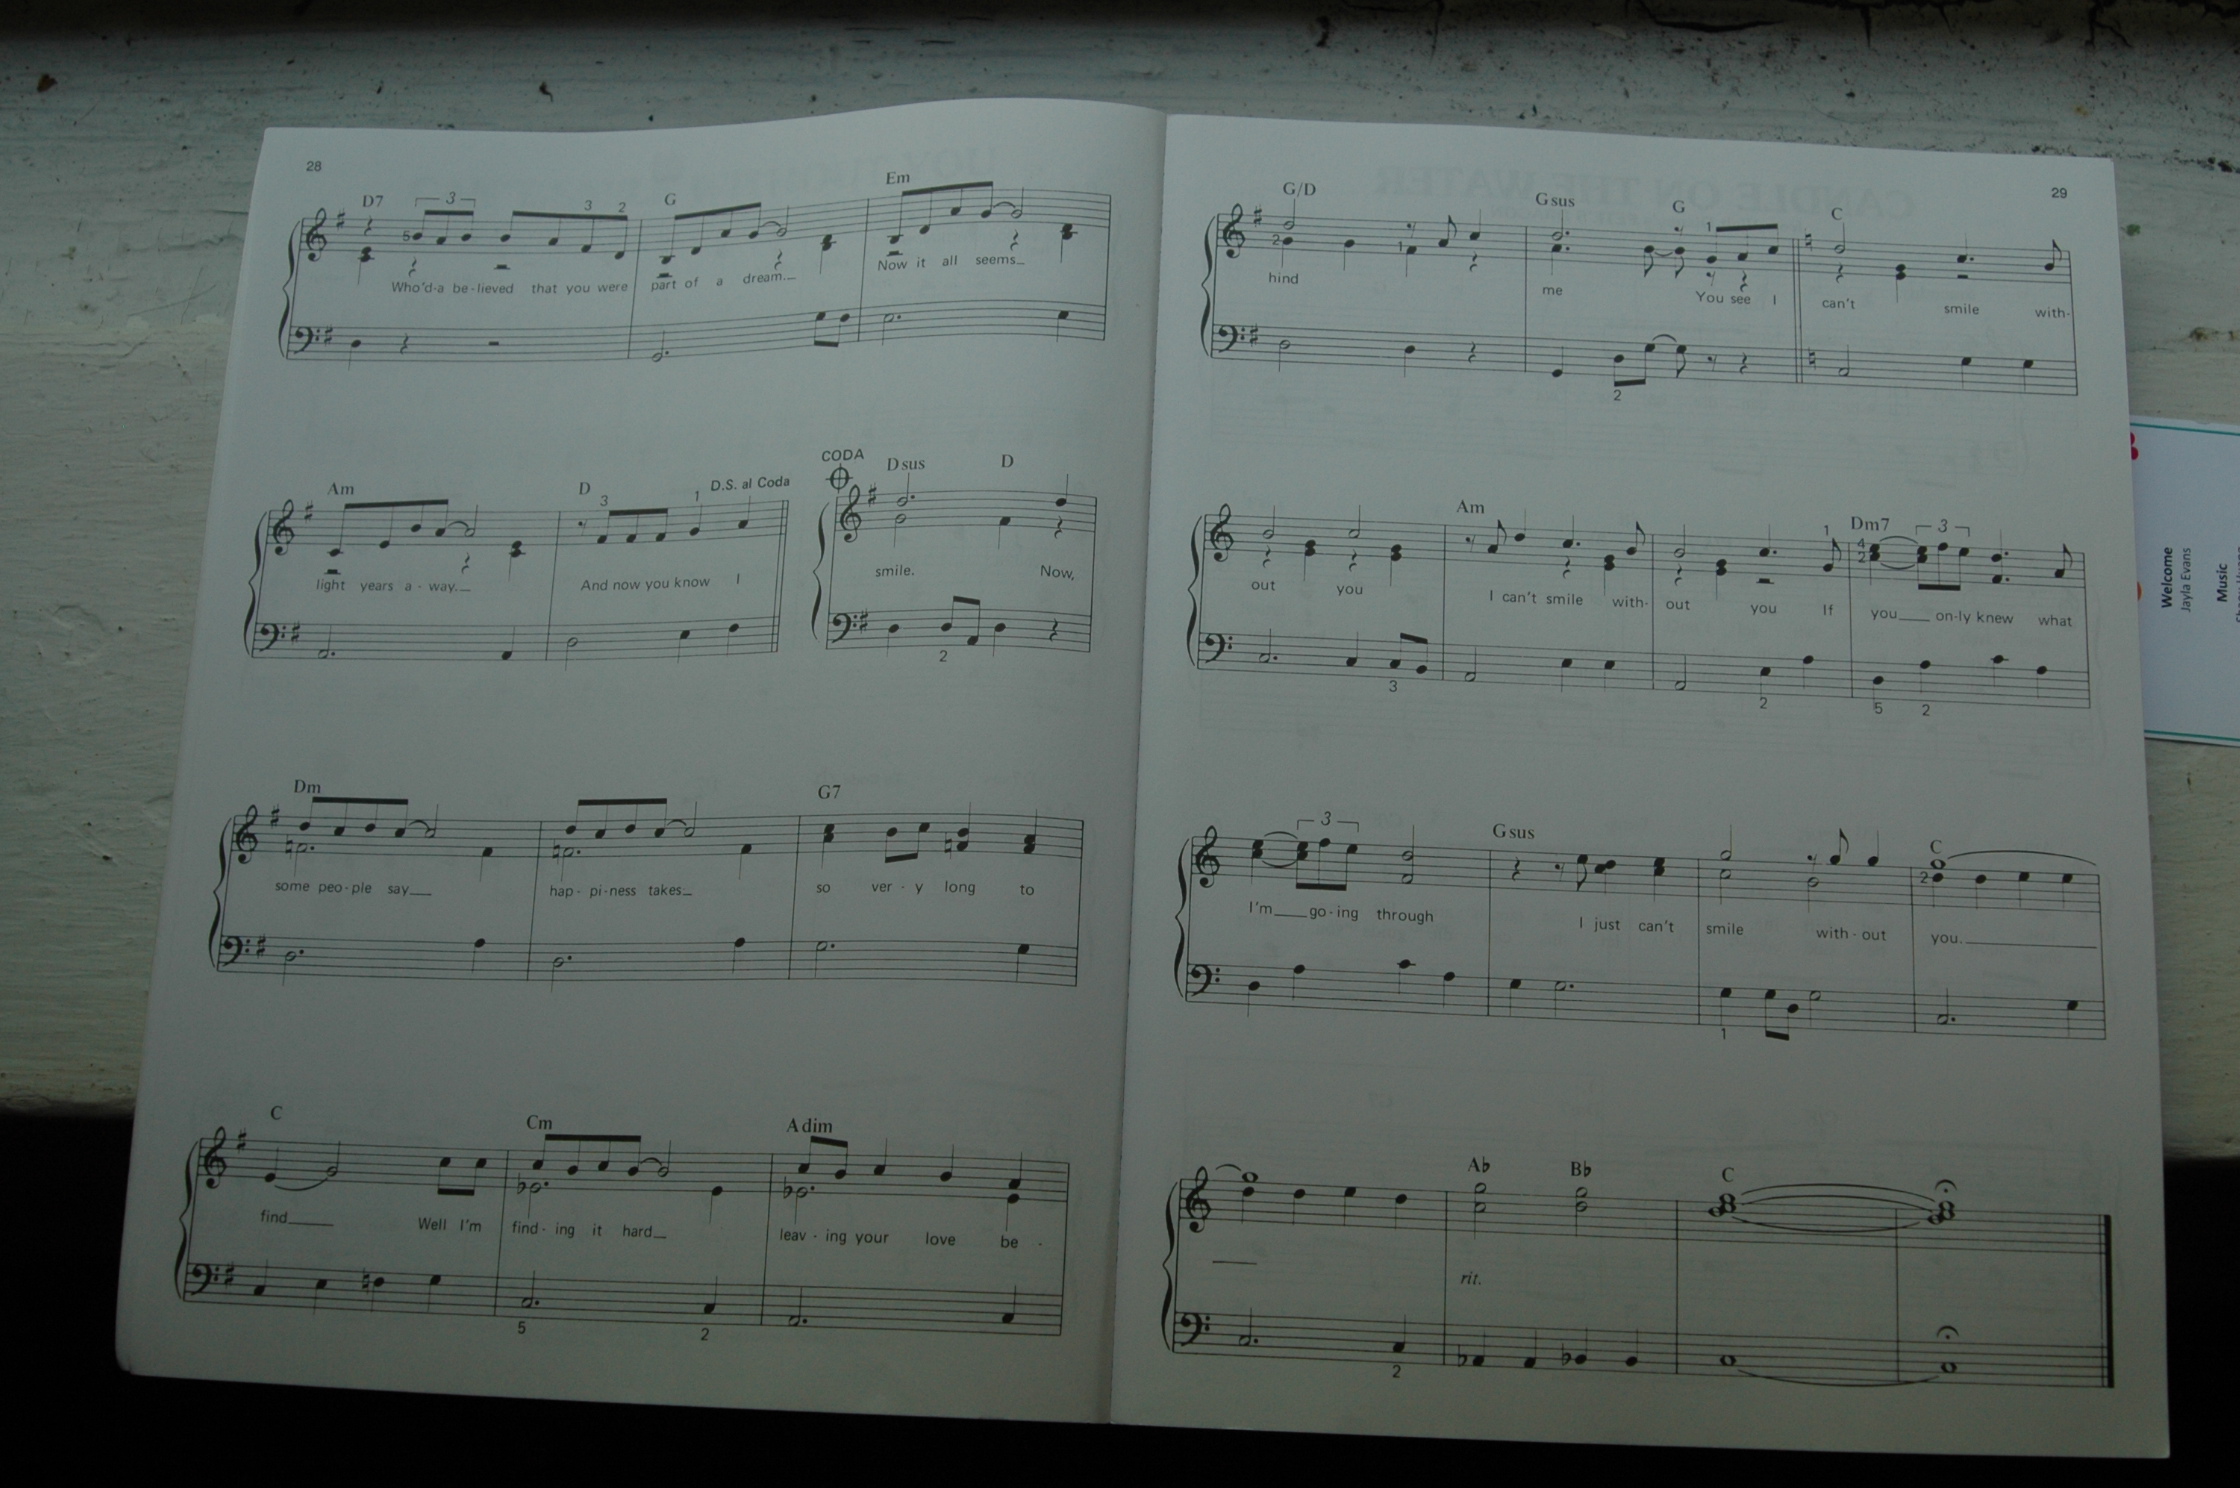 28
D7 3 3 2 G Em
5
Who'd-a be-lieved that you were part of a dream. Now it all seems
Am D 3 1 D.S. al Coda
light years a-way. And now you know I
CODA
Dsus D
smile. Now,
2
Dm G7
some peo-ple say hap-pi-ness takes so ver-y long to
C Cm Adim
find Well I'm find-ing it hard leav-ing your love be-
5 2
29
G/D Gsus G 1 C
2 1
hind me You see I can't smile with-
2
Am 1 Dm7 3
4
2
out you I can't smile with-out you If you on-ly knew what
3 2 5 2
3 Gsus C
2
I'm go-ing through I just can't smile with-out you.
1
Ab Bb C
rit.
2
Welcome
Jayla Evans
Music